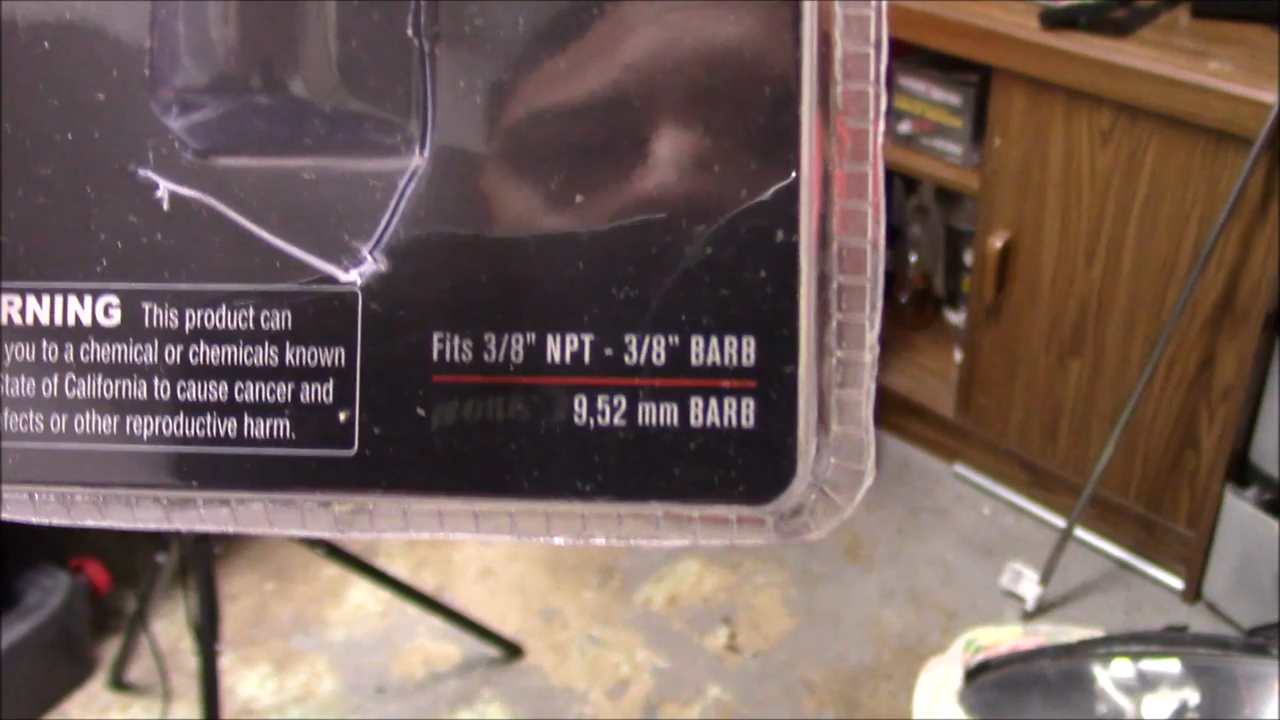 RNING This product can
you to a chemical or chemicals known
tate of California to cause cancer and
fects or other reproductive harm.
Fits 3/8" NPT - 3/8" BARB
9,52 mm BARB